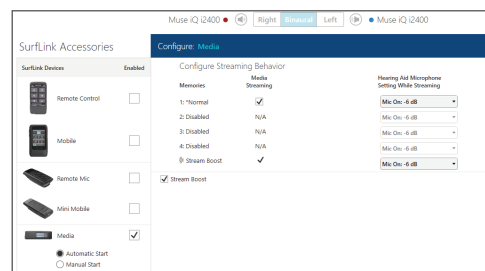 Muse iQ i2400 Right Binaural Left Muse iQ i2400
SurfLink Accessories
Configure: Media
SurfLink Devices Enabled
Remote Control
Mobile
Remote Mic
Mini Mobile
Media
Automatic Start
Manual Start
Configure Streaming Behavior
Memories Media Streaming Hearing Aid Microphone Setting While Streaming
1: *Normal Mic On: -6 dB
2: Disabled N/A Mic On: -6 dB
3: Disabled N/A Mic On: -6 dB
4: Disabled N/A Mic On: -6 dB
Stream Boost Mic On: -6 dB
Stream Boost